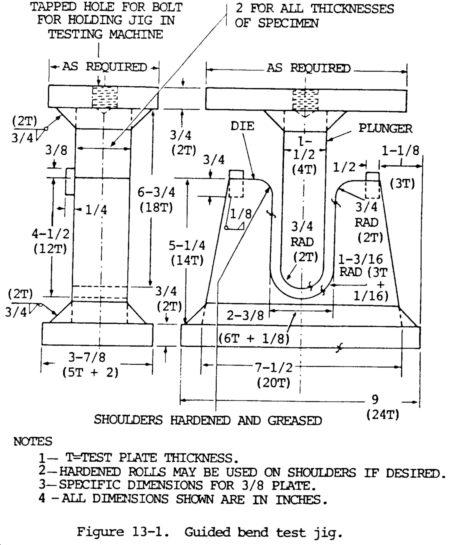 TAPPED HOLE FOR BOLT
FOR HOLDING JIG IN
TESTING MACHINE
2 FOR ALL THICKNESSES
OF SPECIMEN
AS REQUIRED
AS REQUIRED
(2T)
3/4
3/8
3/4
(2T)
DIE
1-
1/2
(4T)
PLUNGER
1/2
1-1/8
(3T)
3/4
6-3/4
(18T)
1/4
4-1/2
(12T)
1/8
5-1/4
(14T)
3/4
RAD
(2T)
3/4
RAD
(2T)
1-3/16
RAD (3T
+
1/16)
(2T)
3/4
3/4
(2T)
2-3/8
(6T + 1/8)
3-7/8
(5T + 2)
7-1/2
(20T)
9
(24T)
SHOULDERS HARDENED AND GREASED
NOTES
1— T=TEST PLATE THICKNESS.
2—HARDENED ROLLS MAY BE USED ON SHOULDERS IF DESIRED.
3—SPECIFIC DIMENSIONS FOR 3/8 PLATE.
4 -ALL DIMENSIONS SHOWN ARE IN INCHES.
Figure 13-1. Guided bend test jig.